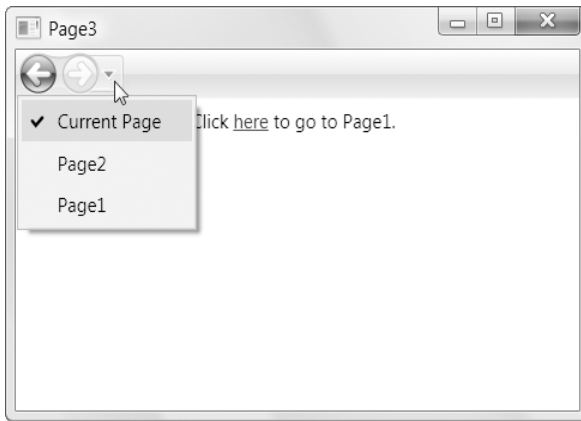 Page3
Current Page
Click here to go to Page1.
Page2
Page1